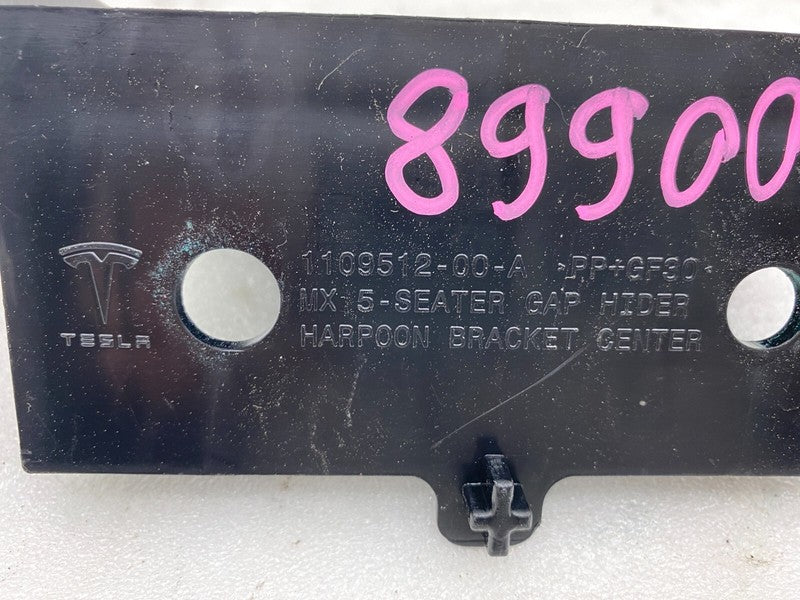 89900
1109512-00-A >PP+GF30<
MX 5-SEATER GAP HIDER
HARPOON BRACKET CENTER
TESLA